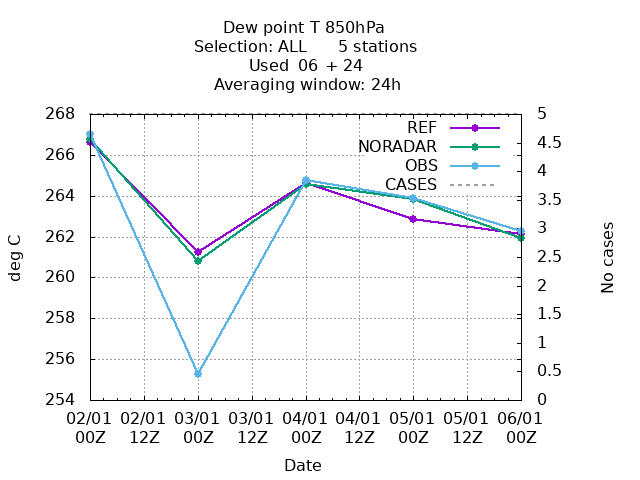 Dew point T 850hPa
Selection: ALL      5 stations
Used  06 + 24
Averaging window: 24h
268
266
264
262
260
258
256
254
5
4.5
4
3.5
3
2.5
2
1.5
1
0.5
0
REF
NORADAR
OBS
CASES
deg C
No cases
02/01 02/01 03/01 03/01 04/01 04/01 05/01 05/01 06/01
00Z 12Z 00Z 12Z 00Z 12Z 00Z 12Z 00Z
Date